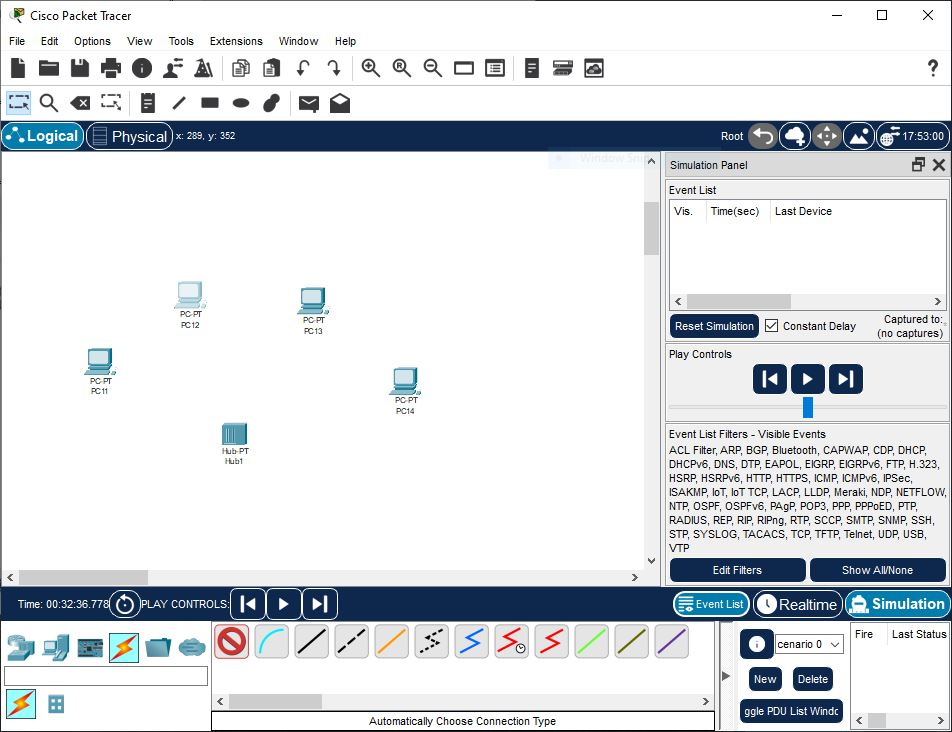 Cisco Packet Tracer
File Edit Options View Tools Extensions Window Help
Logical Physical x: 289, y: 352 Root 17:53:00
Window Sni
Simulation Panel
Event List
Vis. Time(sec) Last Device
PC-PT
PC12
PC-PT
PC13
PC-PT
PC11
PC-PT
PC14
Hub-PT
Hub1
Reset Simulation Constant Delay Captured to:
(no captures)
Play Controls
Event List Filters - Visible Events
ACL Filter, ARP, BGP, Bluetooth, CAPWAP, CDP, DHCP,
DHCPv6, DNS, DTP, EAPOL, EIGRP, EIGRPv6, FTP, H.323,
HSRP, HSRPv6, HTTP, HTTPS, ICMP, ICMPv6, IPSec,
ISAKMP, IoT, IoT TCP, LACP, LLDP, Meraki, NDP, NETFLOW,
NTP, OSPF, OSPFv6, PAgP, POP3, PPP, PPPoED, PTP,
RADIUS, REP, RIP, RIPng, RTP, SCCP, SMTP, SNMP, SSH,
STP, SYSLOG, TACACS, TCP, TFTP, Telnet, UDP, USB,
VTP
Edit Filters Show All/None
Time: 00:32:36.778 PLAY CONTROLS: Event List Realtime Simulation
cenario 0 Fire Last Status
New Delete
ggle PDU List Windo
Automatically Choose Connection Type